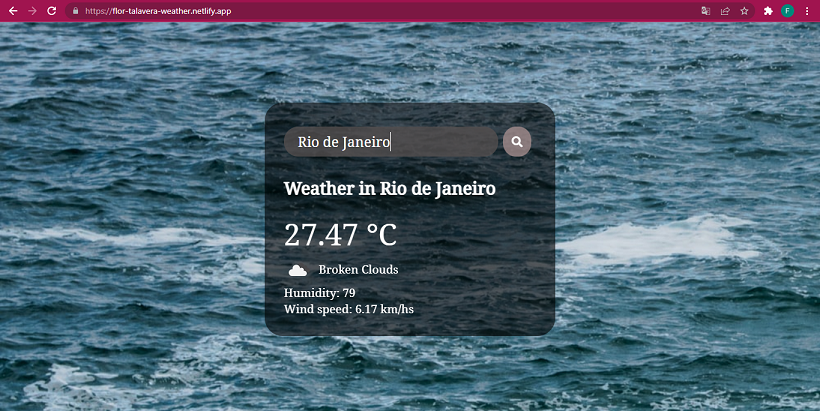 https://flor-talavera-weather.netlify.app
F
Rio de Janeiro
Weather in Rio de Janeiro
27.47 °C
Broken Clouds
Humidity: 79
Wind speed: 6.17 km/hs